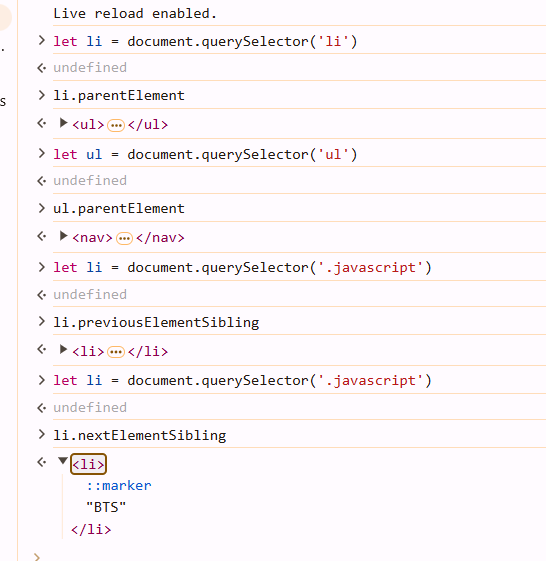 Live reload enabled.
let li = document.querySelector('li')
undefined
li.parentElement
<ul>…</ul>
let ul = document.querySelector('ul')
undefined
ul.parentElement
<nav>…</nav>
let li = document.querySelector('.javascript')
undefined
li.previousElementSibling
<li>…</li>
let li = document.querySelector('.javascript')
undefined
li.nextElementSibling
<li>
::marker
"BTS"
</li>